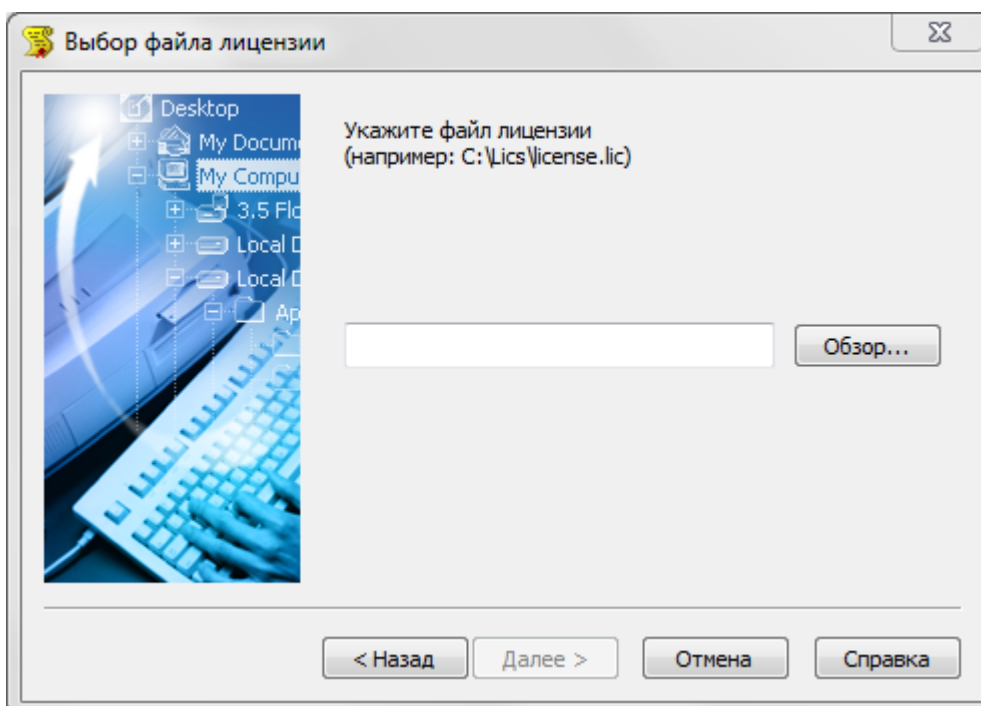 Выбор файла лицензии
Desktop
My Docum
My Compu
3.5 Flo
Local D
Local D
Ap
Укажите файл лицензии
(например: C:\Lics\license.lic)
Обзор...
< Назад
Далее >
Отмена
Справка